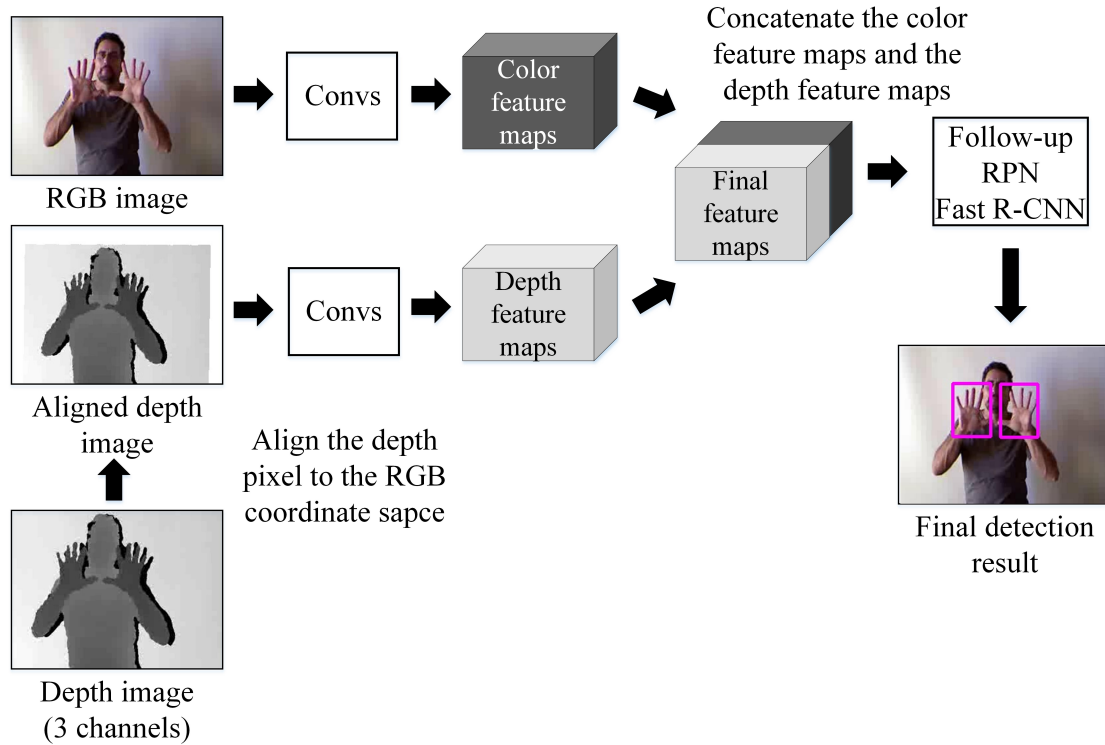 RGB image
Convs
Color
feature
maps
Concatenate the color
feature maps and the
depth feature maps
Final
feature
maps
Follow-up
RPN
Fast R-CNN
Aligned depth
image
Convs
Depth
feature
maps
Align the depth
pixel to the RGB
coordinate sapce
Depth image
(3 channels)
Final detection
result